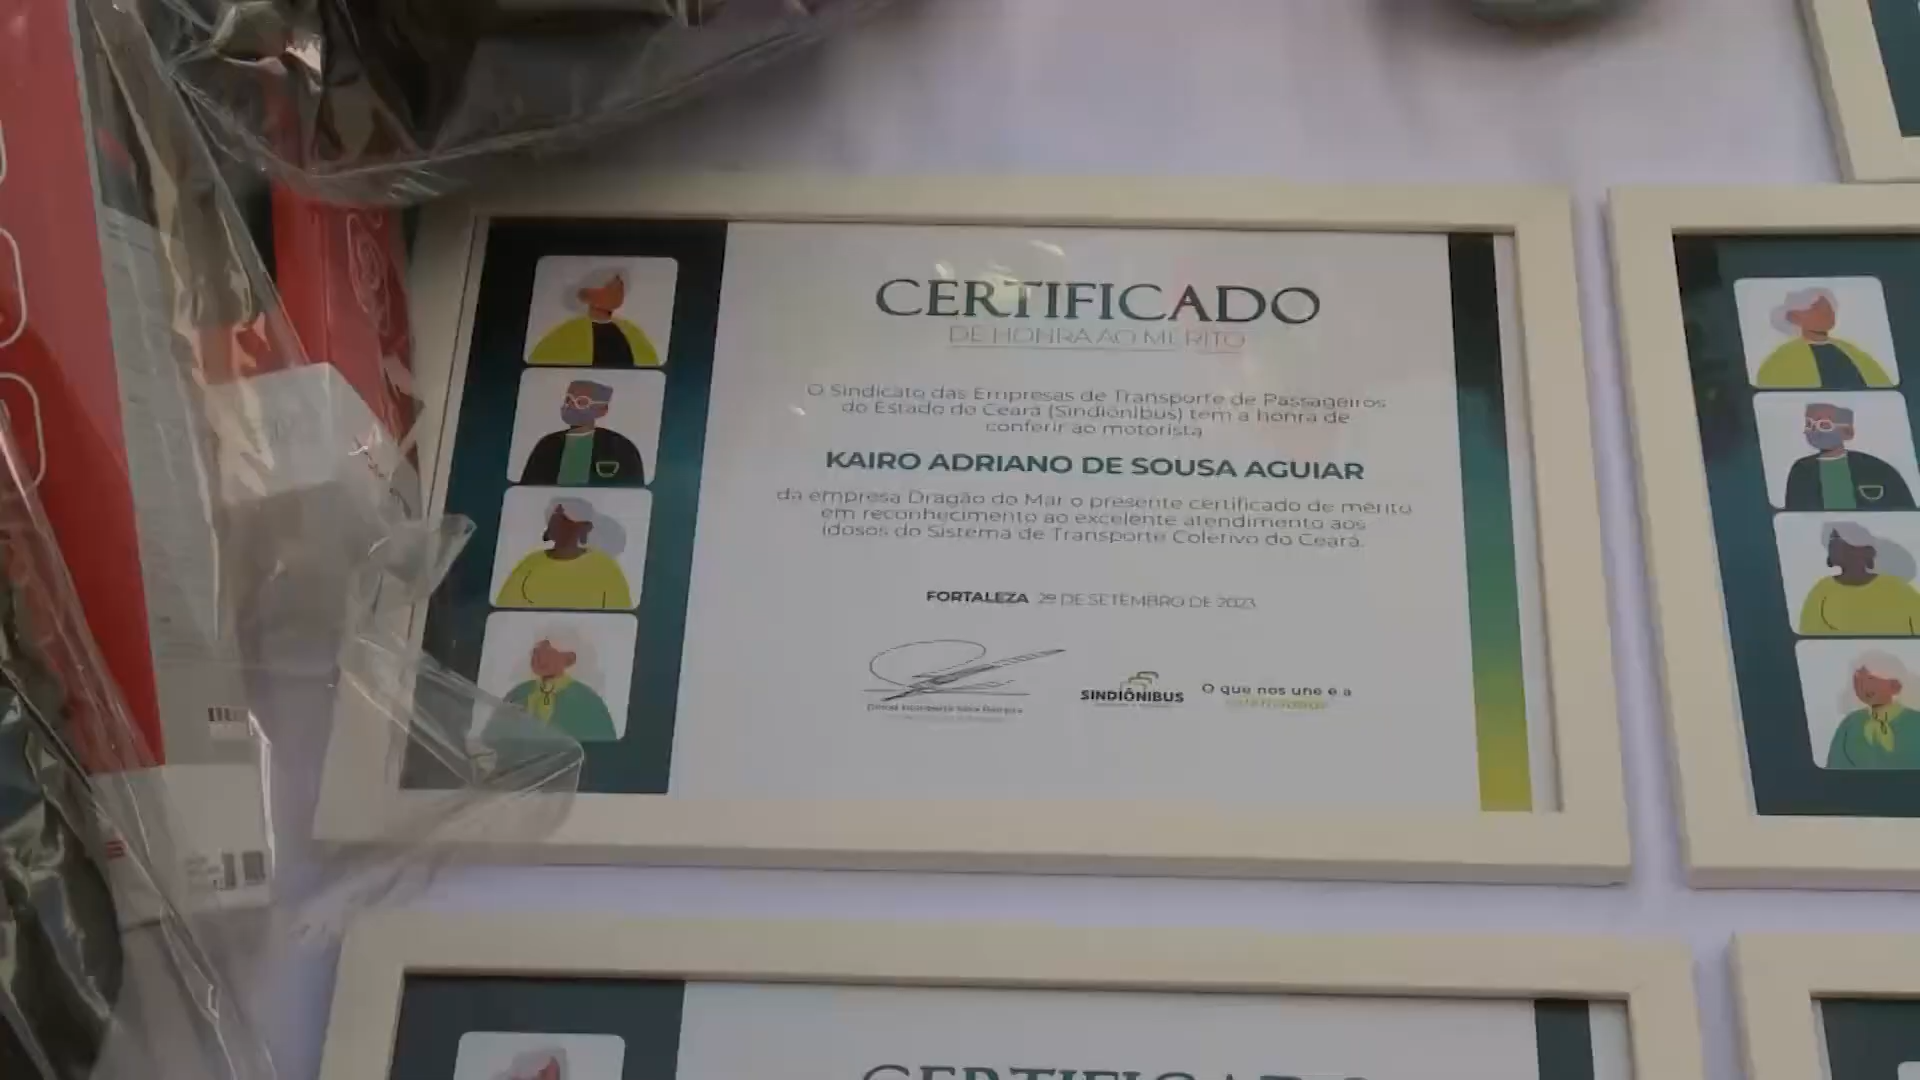 CERTIFICADO
DE HONRA AO MÉRITO
O Sindicato das Empresas de Transporte de Passageiros
do Estado do Ceará (Sindiônibus) tem a honra de
conferir ao motorista
KAIRO ADRIANO DE SOUSA AGUIAR
da empresa Dragão do Mar o presente certificado de mérito
em reconhecimento ao excelente atendimento aos
idosos do Sistema de Transporte Coletivo do Ceará.
FORTALEZA 29 DE SETEMBRO DE 2023
SINDIÔNIBUS
O que nos une é a
CERTIFICADO